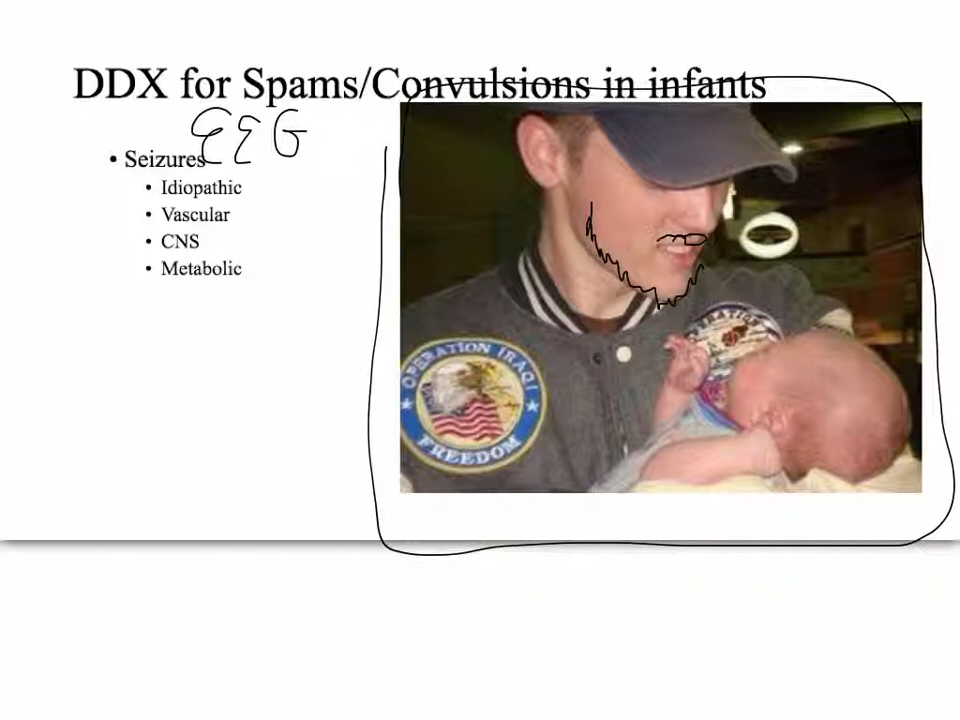 DDX for Spams/Convulsions in infants
EEG
• Seizures
• Idiopathic
• Vascular
• CNS
• Metabolic
OPERATION IRAQI
FREEDOM